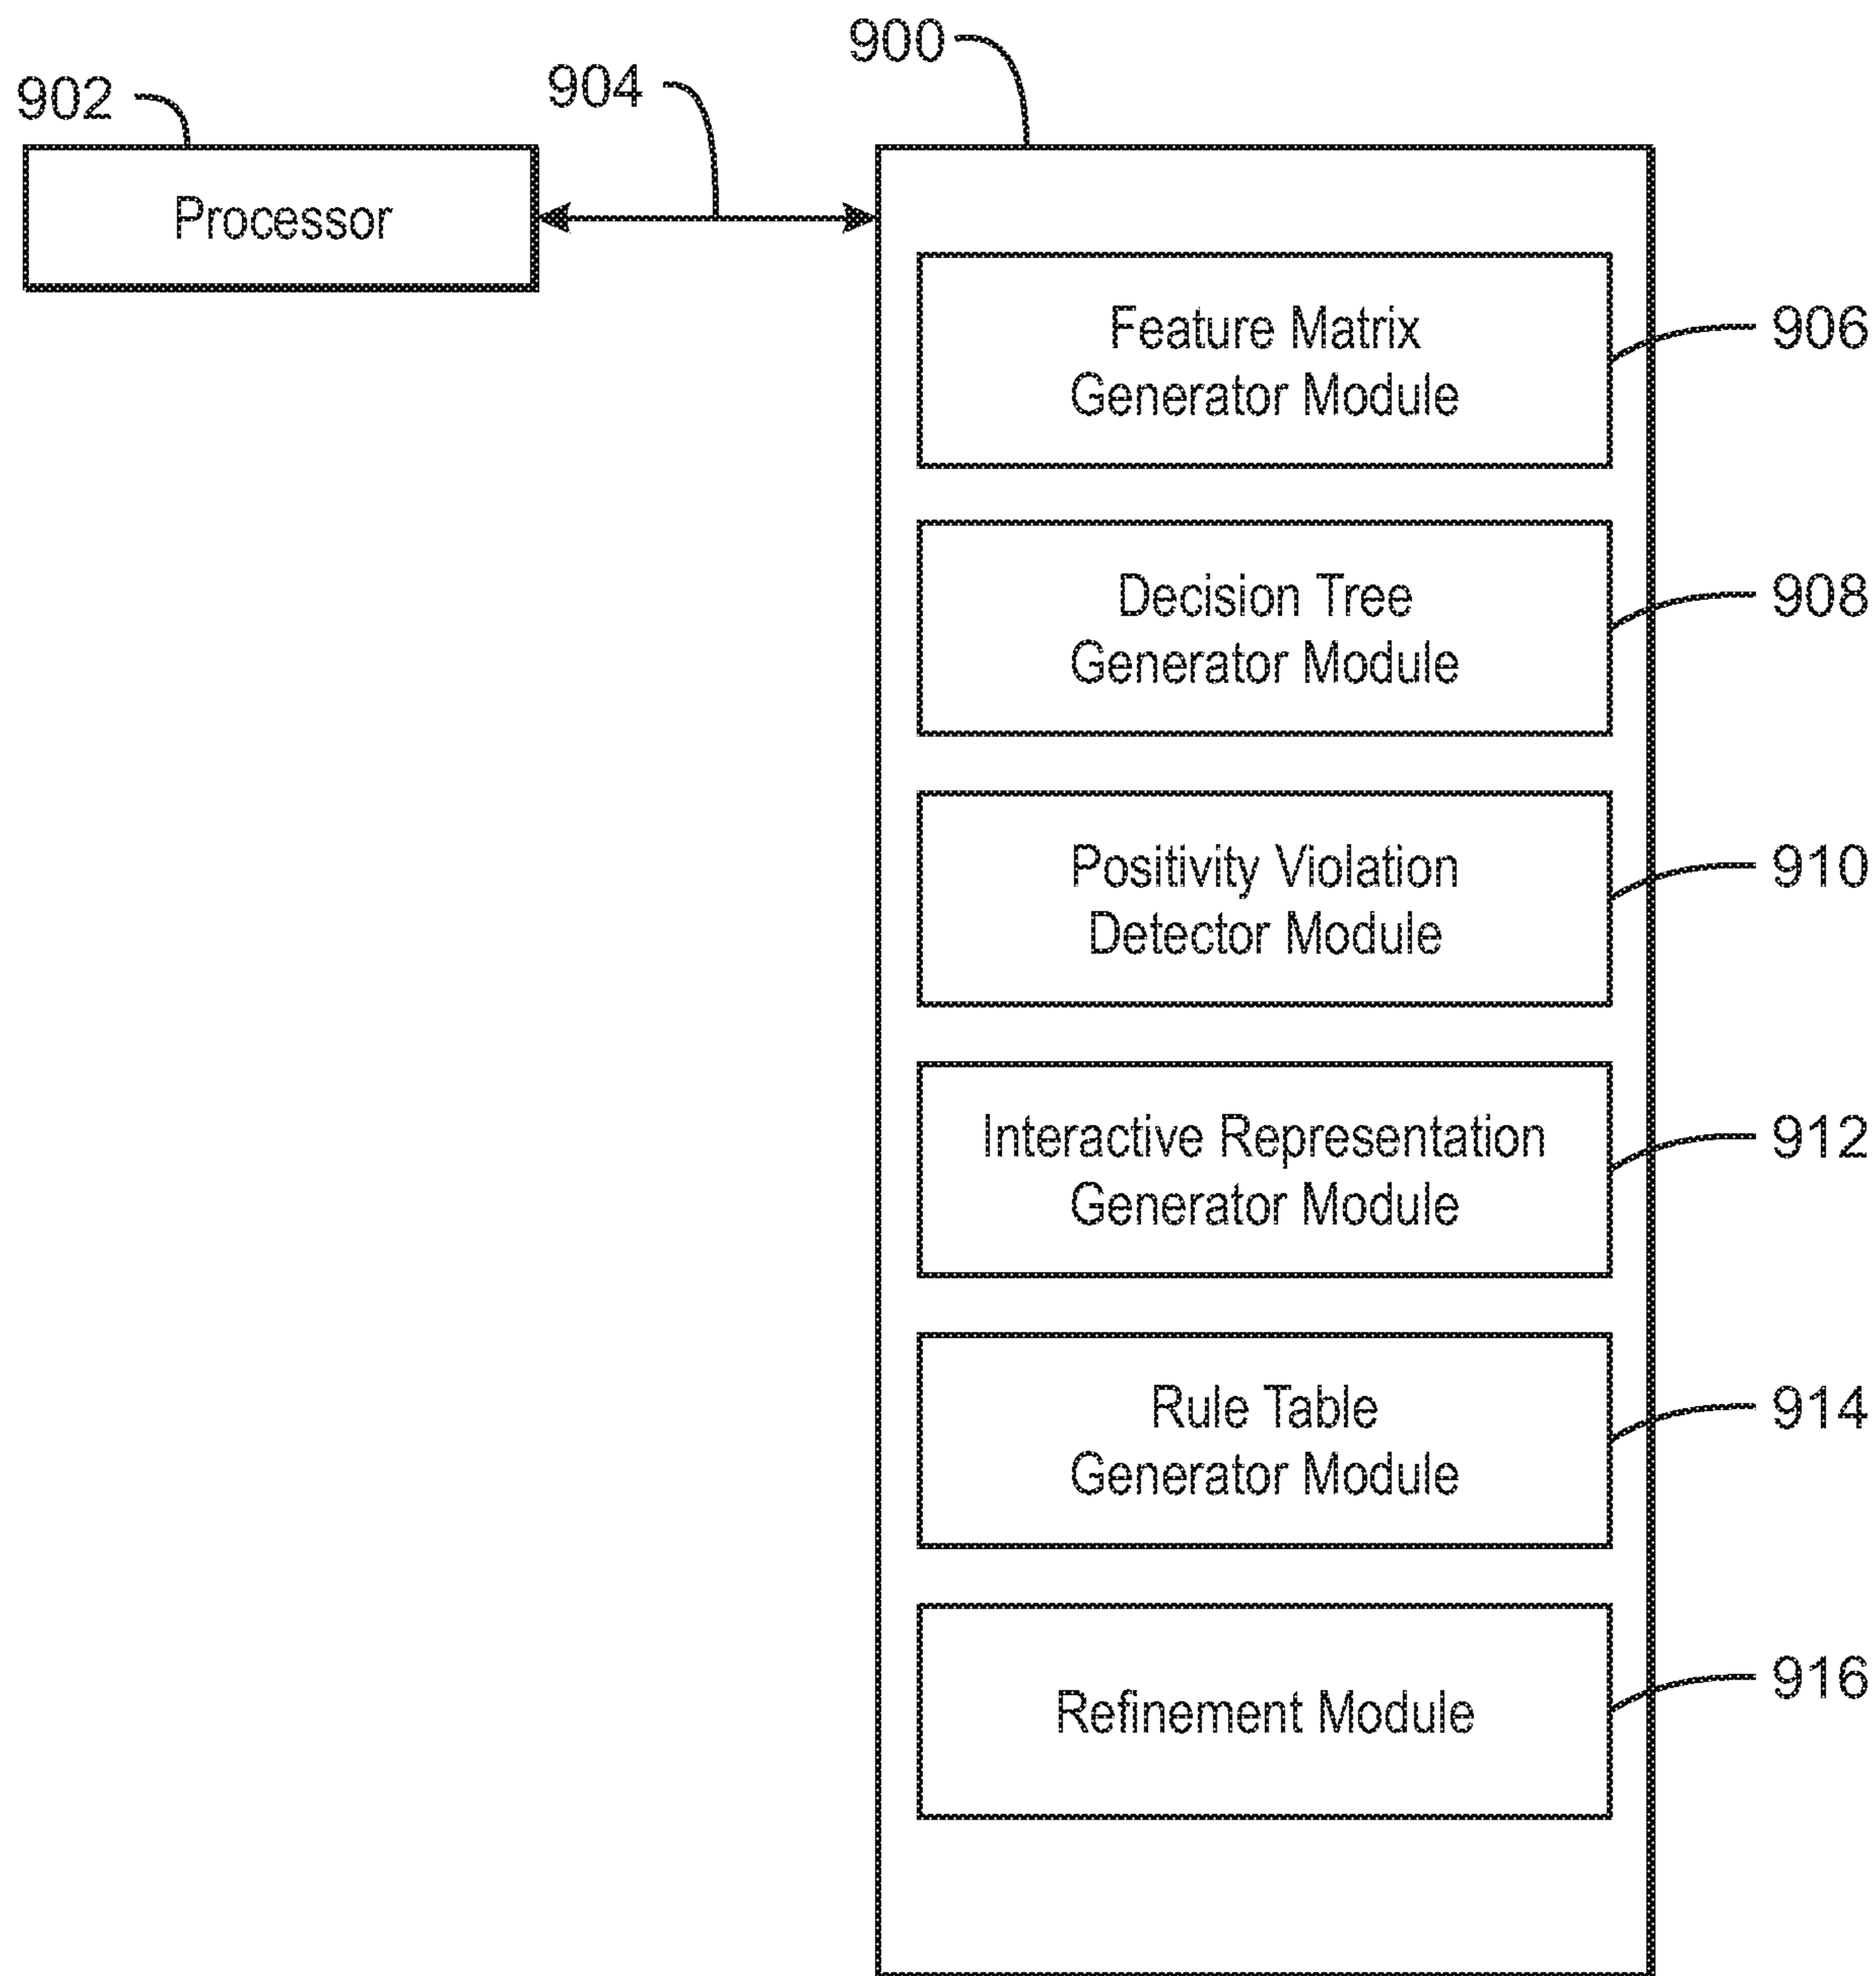 900
904
902
Processor
Feature Matrix
Generator Module
906
Decision Tree
Generator Module
908
Positivity Violation
Detector Module
910
Interactive Representation
Generator Module
912
Rule Table
Generator Module
914
Refinement Module
916